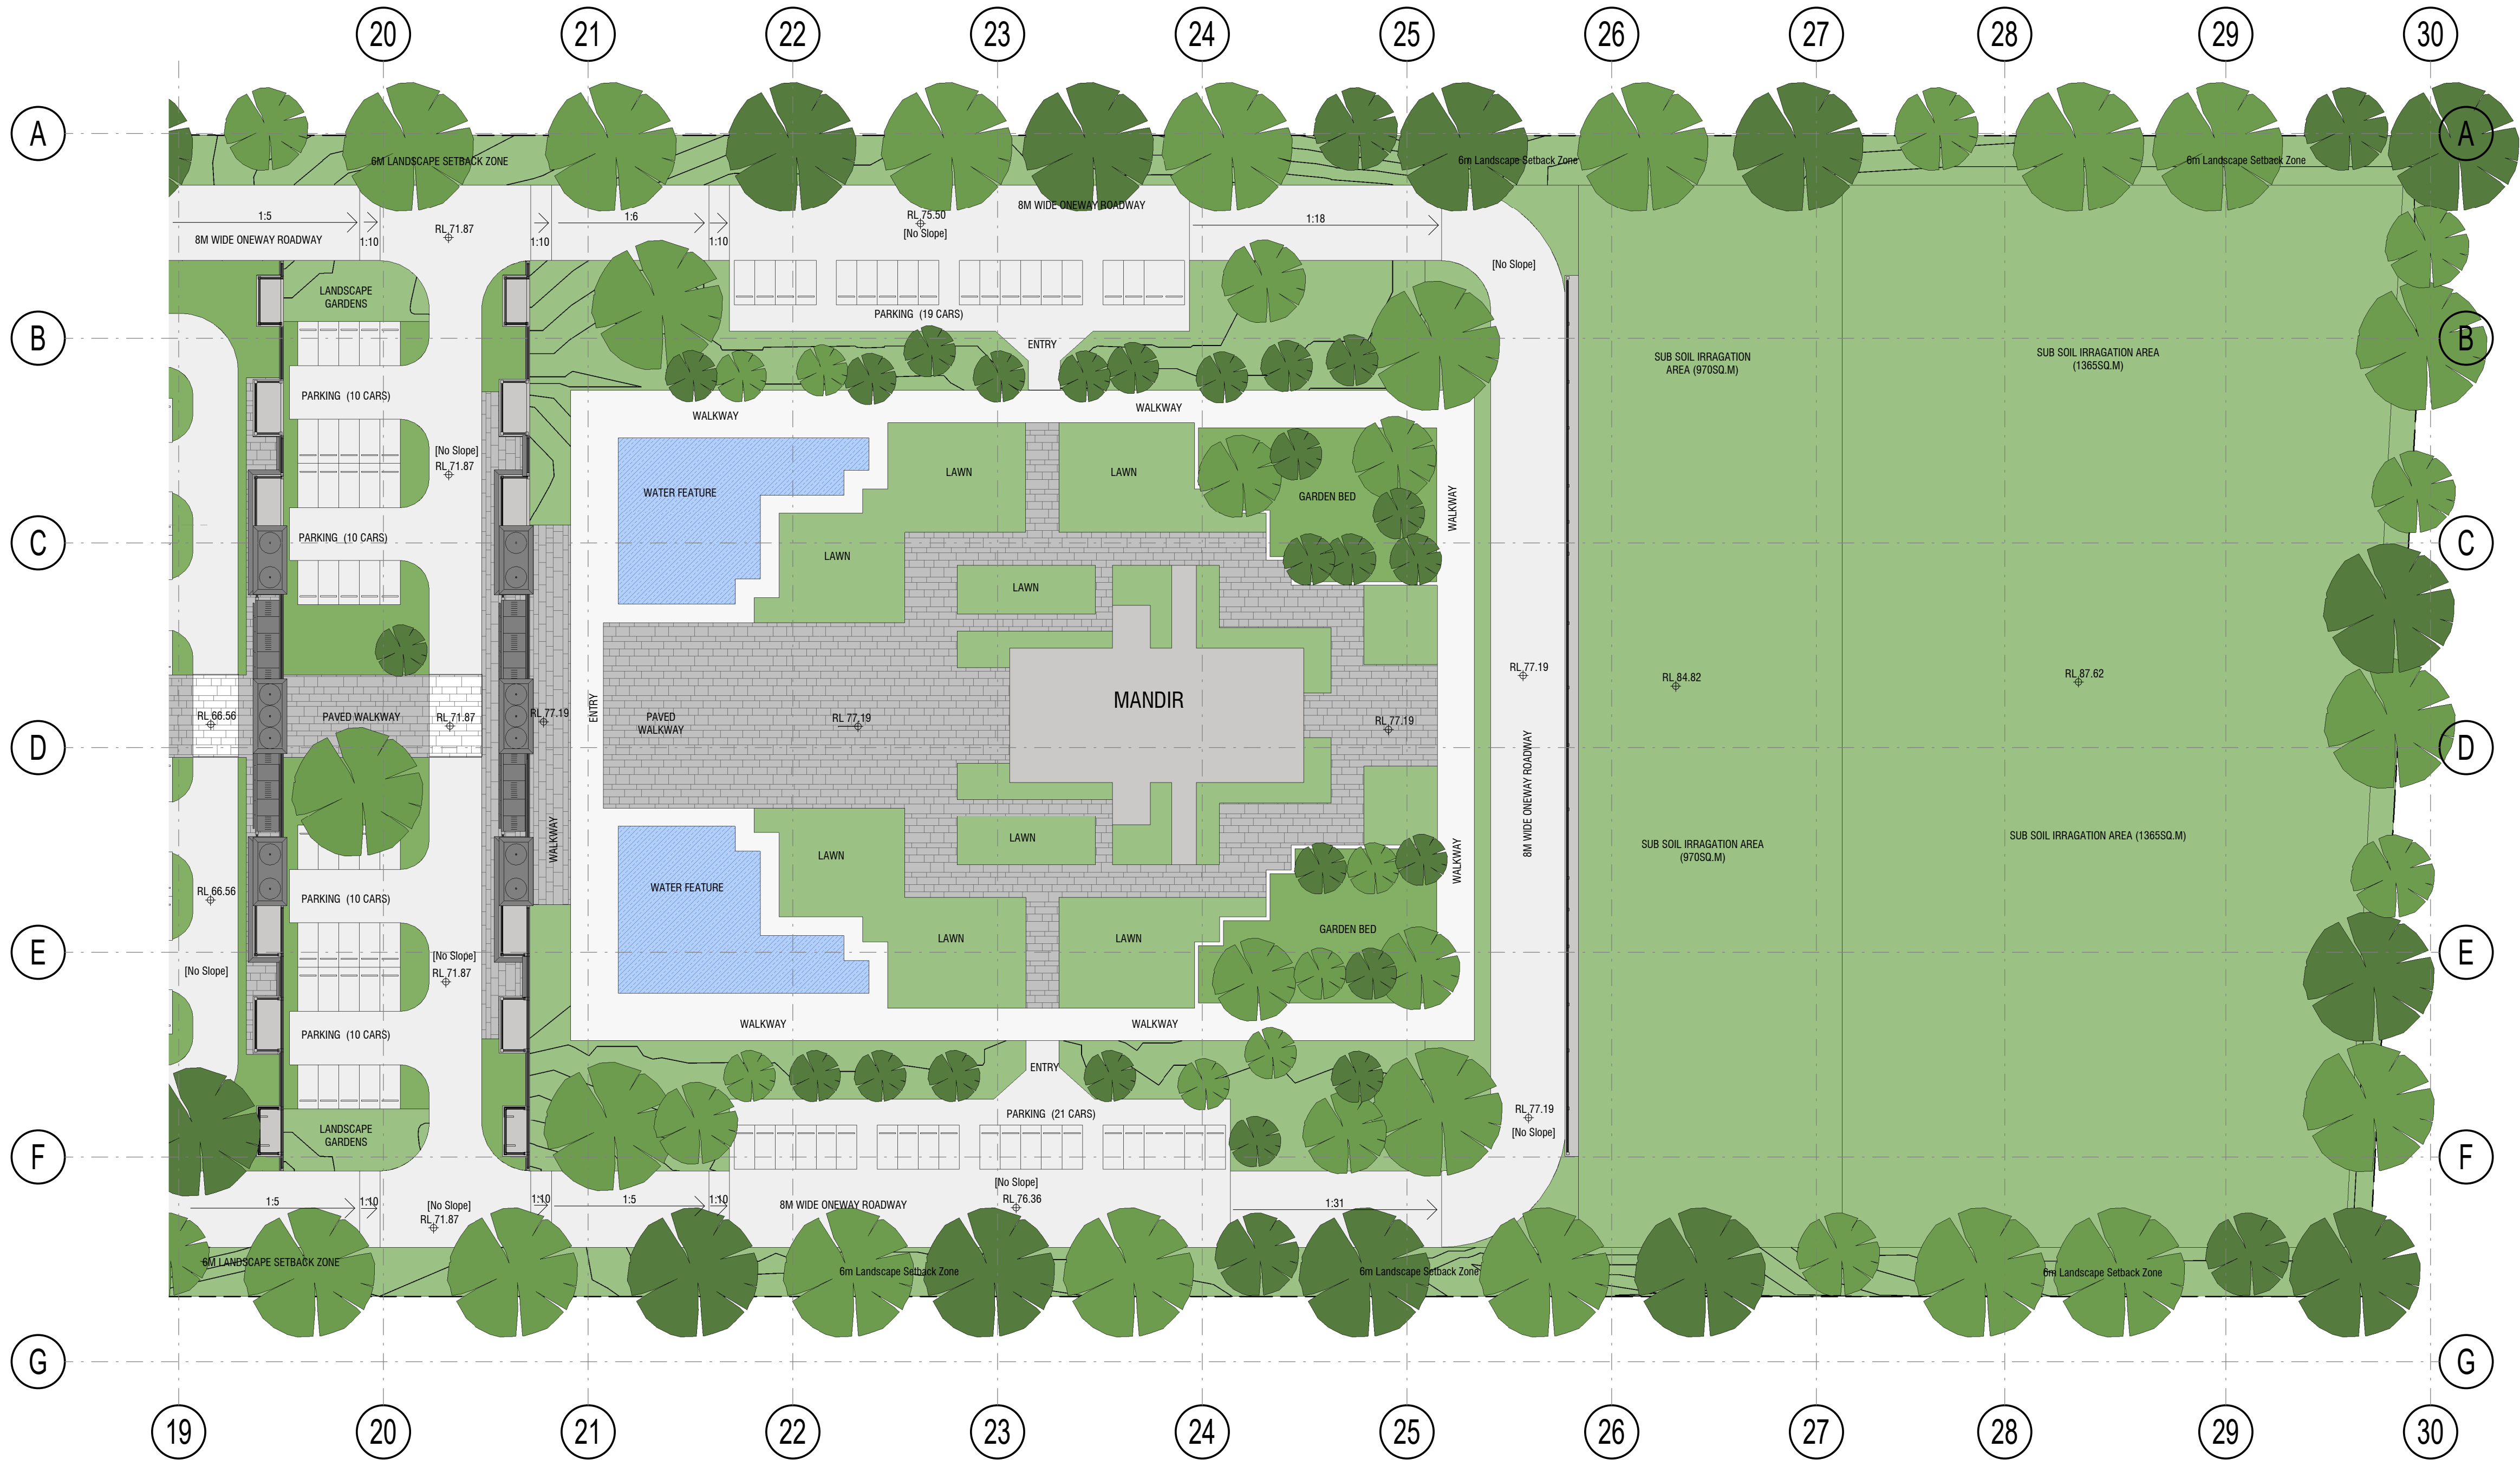 20 21 22 23 24 25 26 27 28 29 30
A
A
6M LANDSCAPE SETBACK ZONE
6m Landscape Setback Zone
6m Landscape Setback Zone
8M WIDE ONEWAY ROADWAY
1:5
1:10
8M WIDE ONEWAY ROADWAY
RL 71.87
1:10
1:6
1:10
RL 75.50
[No Slope]
1:18
[No Slope]
LANDSCAPE
GARDENS
PARKING (19 CARS)
B
B
ENTRY
SUB SOIL IRRAGATION
AREA (970SQ.M)
SUB SOIL IRRAGATION AREA
(1365SQ.M)
PARKING (10 CARS)
WALKWAY
WALKWAY
[No Slope]
RL 71.87
WATER FEATURE
LAWN
LAWN
GARDEN BED
WALKWAY
C
C
PARKING (10 CARS)
LAWN
LAWN
RL 77.19
RL 84.82
RL 87.62
MANDIR
ENTRY
RL 66.56
PAVED WALKWAY
RL 71.87
RL 77.19
PAVED
WALKWAY
RL 77.19
RL 77.19
D
D
8M WIDE ONEWAY ROADWAY
WALKWAY
LAWN
LAWN
WALKWAY
SUB SOIL IRRAGATION AREA
(970SQ.M)
SUB SOIL IRRAGATION AREA (1365SQ.M)
RL 66.56
PARKING (10 CARS)
WATER FEATURE
LAWN
LAWN
GARDEN BED
E
E
[No Slope]
[No Slope]
RL 71.87
PARKING (10 CARS)
WALKWAY
WALKWAY
ENTRY
PARKING (21 CARS)
RL 77.19
[No Slope]
LANDSCAPE
GARDENS
F
F
1:5
1:10
[No Slope]
RL 71.87
1:10
1:5
1:10
8M WIDE ONEWAY ROADWAY
[No Slope]
RL 76.36
1:31
6M LANDSCAPE SETBACK ZONE
6m Landscape Setback Zone
6m Landscape Setback Zone
6m Landscape Setback Zone
G
G
19 20 21 22 23 24 25 26 27 28 29 30